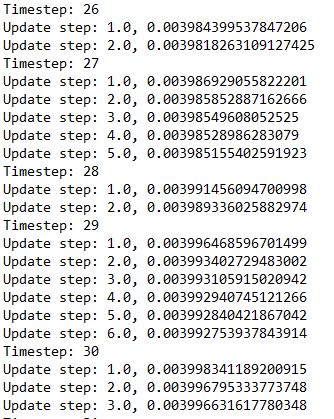 Timestep: 26
Update step: 1.0, 0.003984399537847206
Update step: 2.0, 0.0039818263109127425
Timestep: 27
Update step: 1.0, 0.003986929055822201
Update step: 2.0, 0.003985852887162666
Update step: 3.0, 0.00398549608052525
Update step: 4.0, 0.00398528986283079
Update step: 5.0, 0.003985155402591923
Timestep: 28
Update step: 1.0, 0.003991456094700998
Update step: 2.0, 0.003989336025882974
Timestep: 29
Update step: 1.0, 0.003996468596701499
Update step: 2.0, 0.003993402729483002
Update step: 3.0, 0.003993105915020942
Update step: 4.0, 0.003992940745121266
Update step: 5.0, 0.003992840421867042
Update step: 6.0, 0.003992753937843914
Timestep: 30
Update step: 1.0, 0.003998341189200915
Update step: 2.0, 0.003996795333773748
Update step: 3.0, 0.003996631617780348